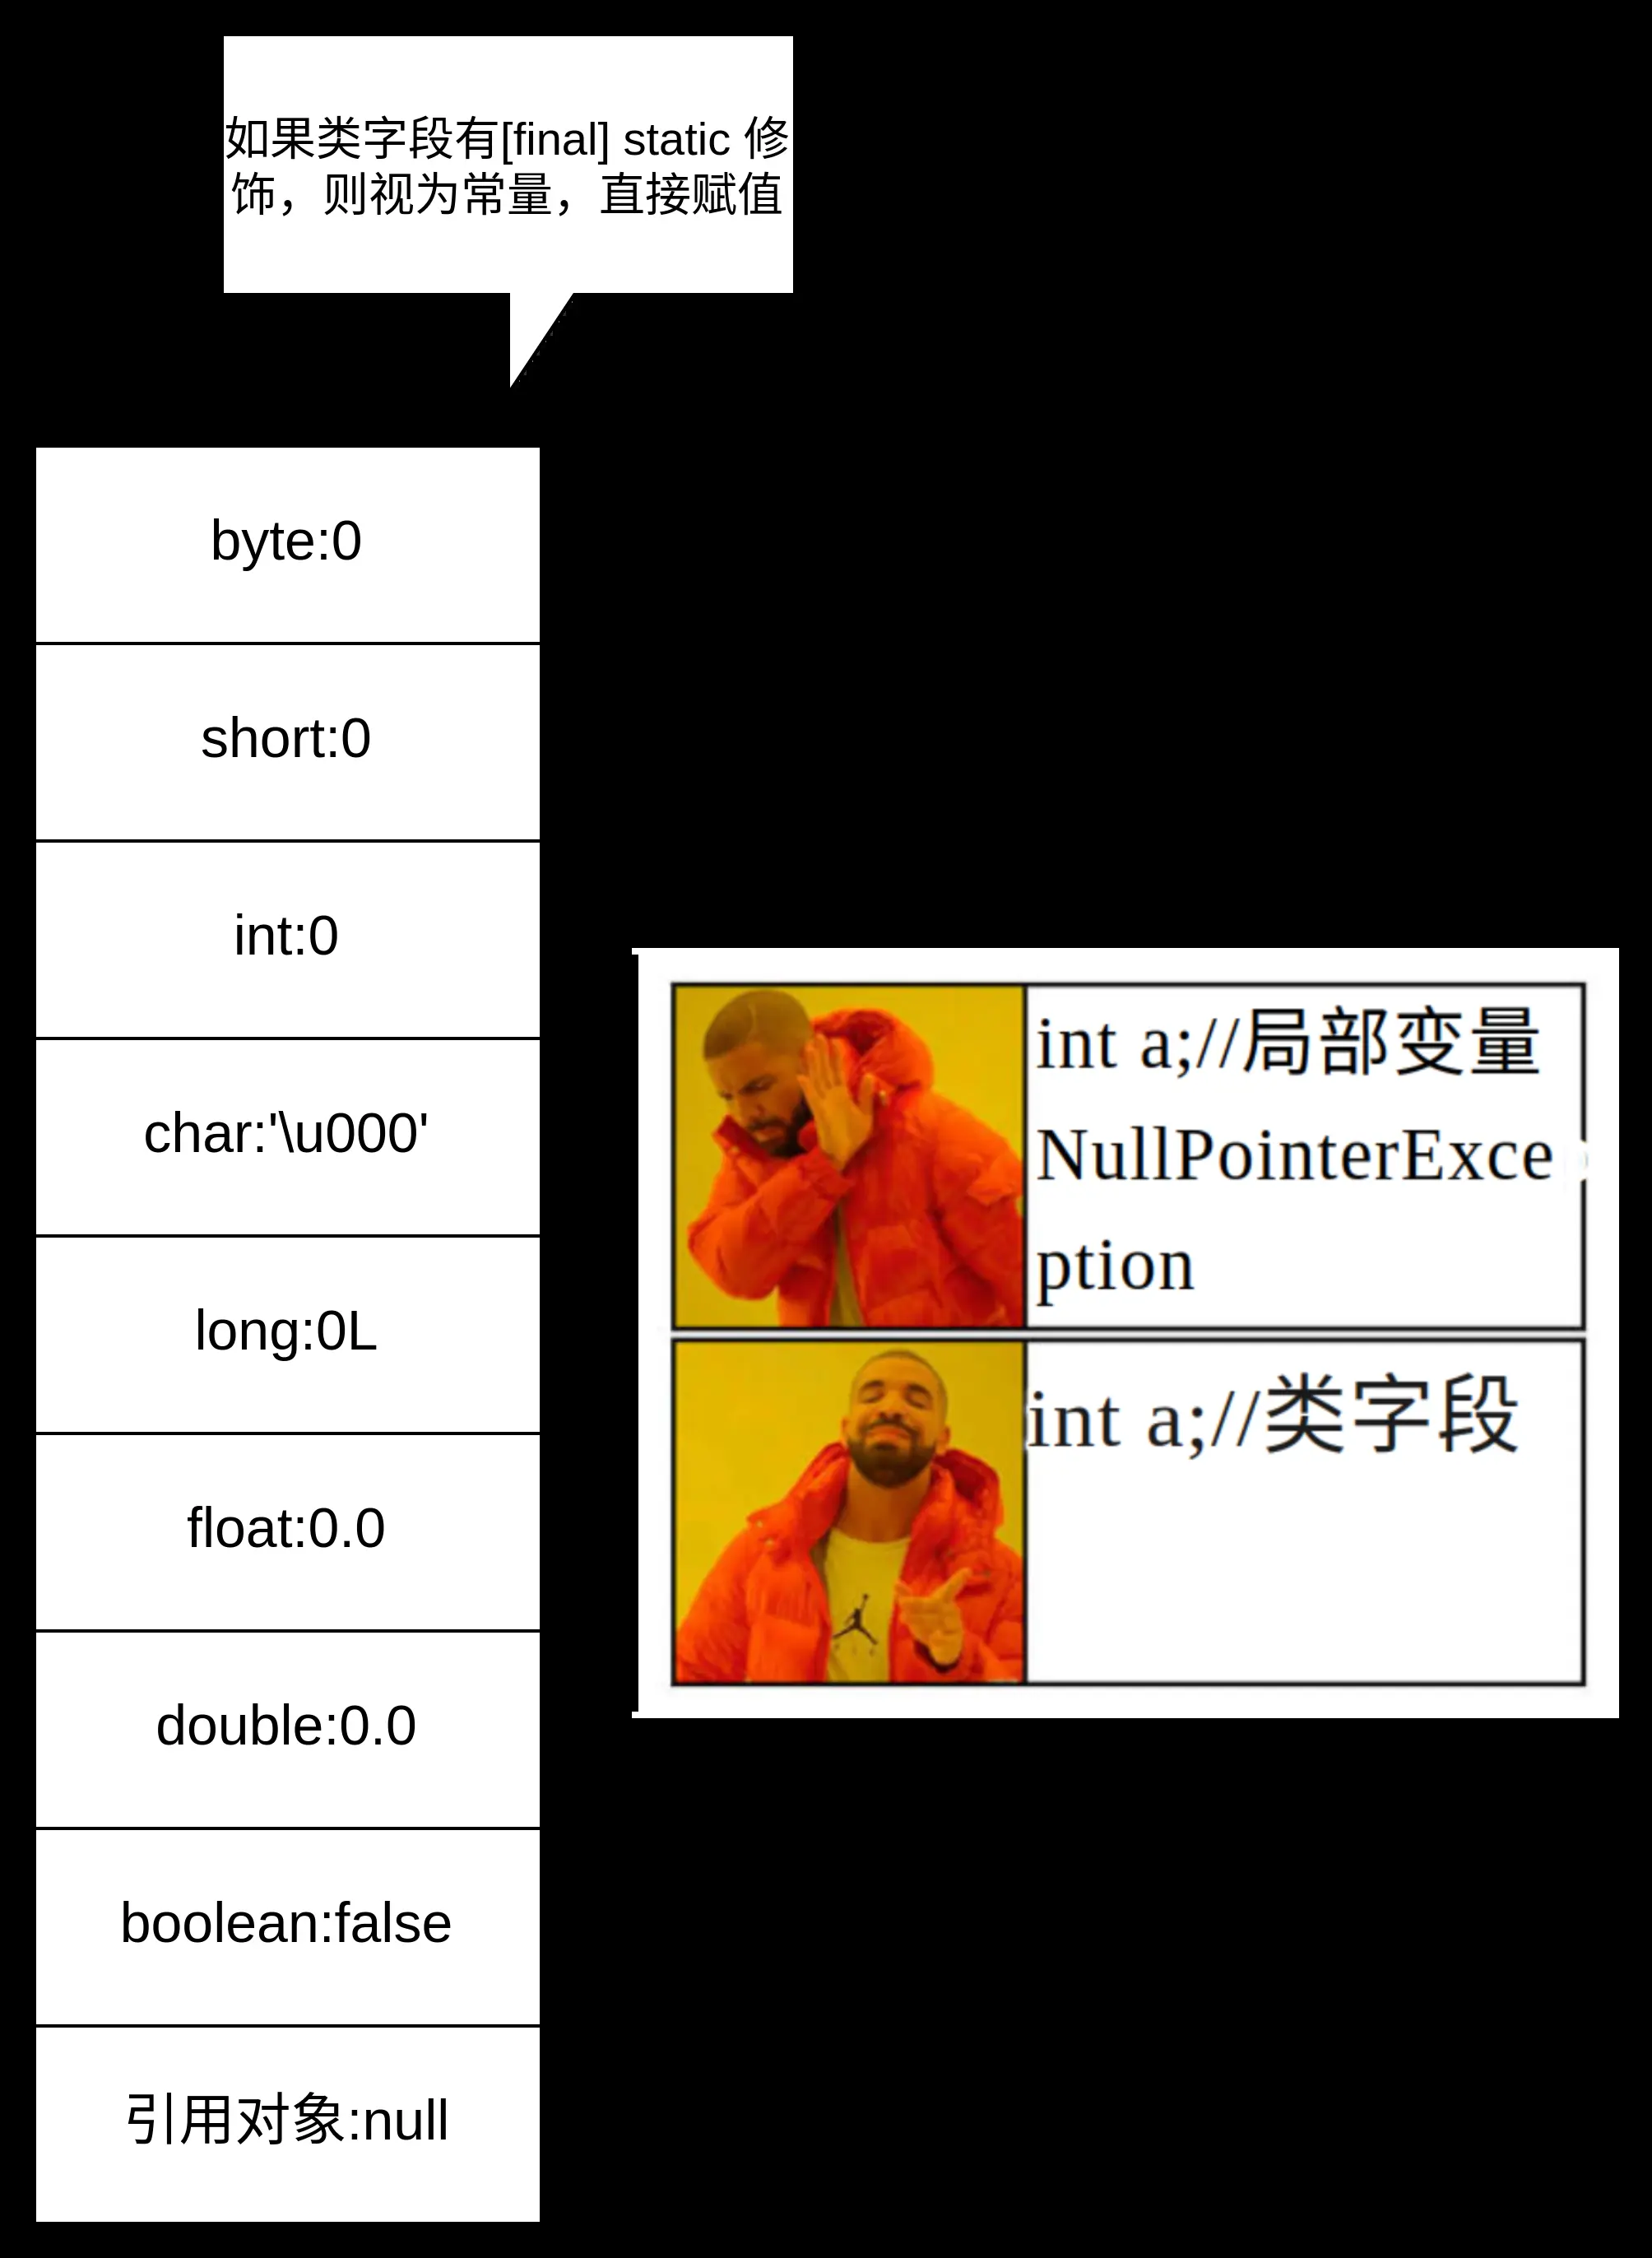 如果类字段有[final] static 修
饰，则视为常量，直接赋值
byte:0
short:0
int:0
char:'\u000'
long:0L
float:0.0
double:0.0
boolean:false
引用对象:null
int a;//局部变量
NullPointerExce
ption
int a;//类字段